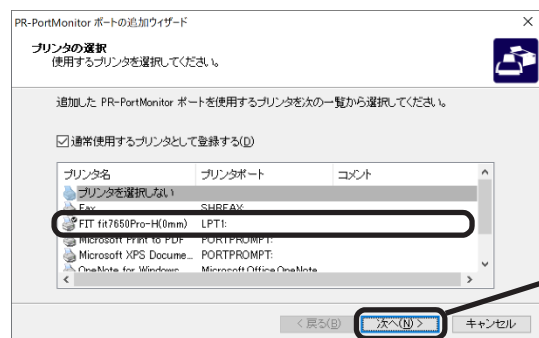 PR-PortMonitor ポートの追加ウィザード
プリンタの選択
使用するプリンタを選択してください。
追加した PR-PortMonitor ポートを使用するプリンタを次の一覧から選択してください。
通常使用するプリンタとして登録する(D)
プリンタ名 プリンタポート コメント
プリンタを選択しない
Fax SHRFAX:
FIT fit7650Pro-H(0mm) LPT1:
Microsoft Print to PDF PORTPROMPT:
Microsoft XPS Docume... PORTPROMPT:
OneNote for Windows Microsoft.Office.OneNote
< 戻る(B) 次へ(N) > キャンセル